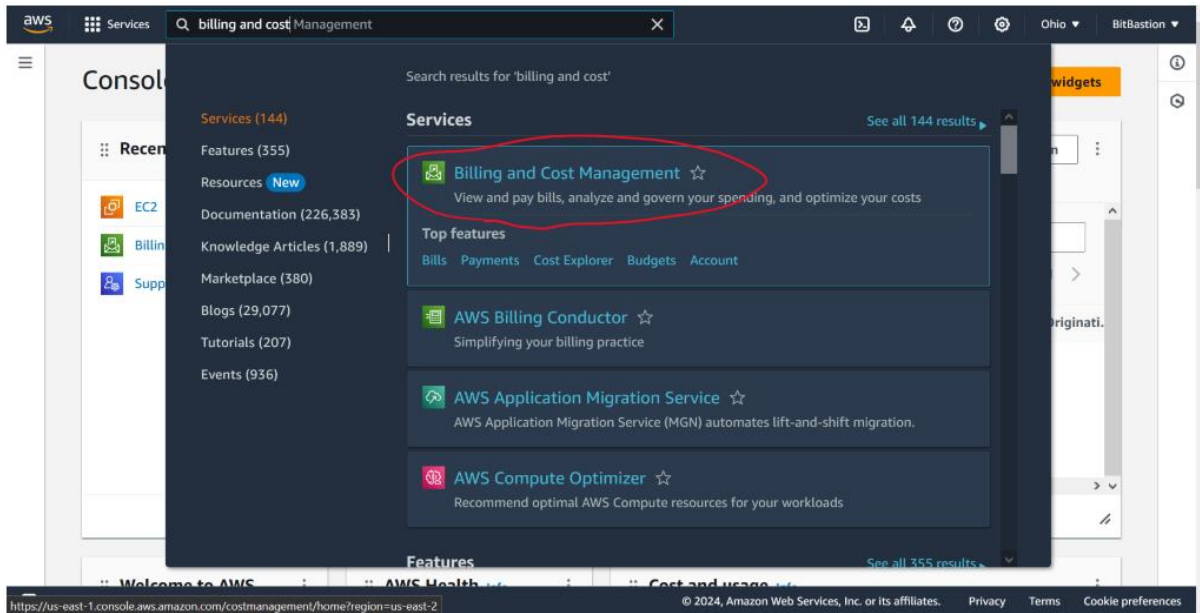 aws
Services
billing and cost Management
Ohio ▼
BitBastion ▼
Search results for 'billing and cost'
Services (144)
Features (355)
Resources New
Documentation (226,383)
Knowledge Articles (1,889)
Marketplace (380)
Blogs (29,077)
Tutorials (207)
Events (936)
Services
See all 144 results
Billing and Cost Management
View and pay bills, analyze and govern your spending, and optimize your costs
Top features
Bills Payments Cost Explorer Budgets Account
AWS Billing Conductor
Simplifying your billing practice
AWS Application Migration Service
AWS Application Migration Service (MGN) automates lift-and-shift migration.
AWS Compute Optimizer
Recommend optimal AWS Compute resources for your workloads
Features
See all 355 results
Consol
widgets
Recen
EC2
Billin
Supp
Originati.
Welcome to AWS
AWS Health Info
Cost and usage Info
https://us-east-1.console.aws.amazon.com/costmanagement/home?region=us-east-2
© 2024, Amazon Web Services, Inc. or its affiliates.
Privacy
Terms
Cookie preferences